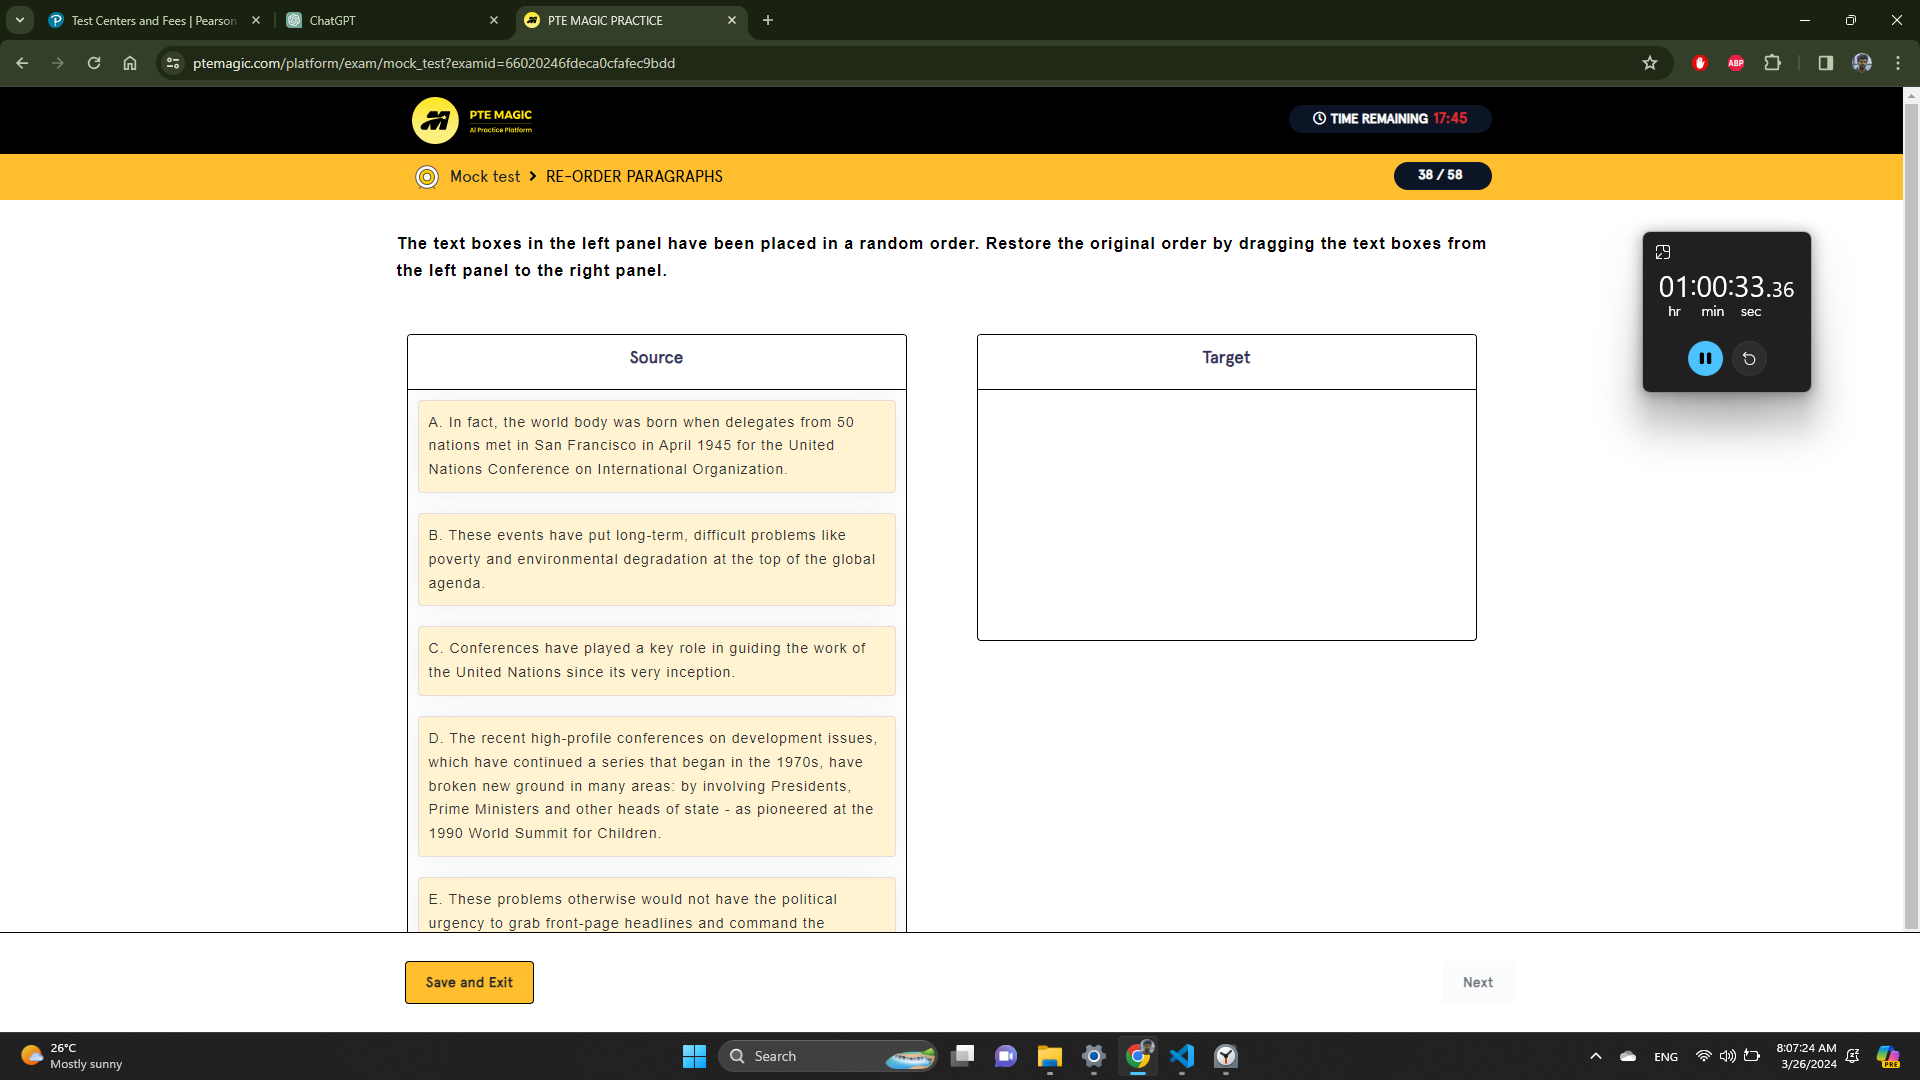 Test Centers and Fees | Pearson
ChatGPT
PTE MAGIC PRACTICE
ptemagic.com/platform/exam/mock_test?examid=66020246fdeca0cfafec9bdd
ABP
PTE MAGIC
AI Practice Platform
TIME REMAINING 17:45
Mock test > RE-ORDER PARAGRAPHS
38 / 58
The text boxes in the left panel have been placed in a random order. Restore the original order by dragging the text boxes from
the left panel to the right panel.
01:00:33.36
hr min sec
Source
Target
A. In fact, the world body was born when delegates from 50
nations met in San Francisco in April 1945 for the United
Nations Conference on International Organization.
B. These events have put long-term, difficult problems like
poverty and environmental degradation at the top of the global
agenda.
C. Conferences have played a key role in guiding the work of
the United Nations since its very inception.
D. The recent high-profile conferences on development issues,
which have continued a series that began in the 1970s, have
broken new ground in many areas: by involving Presidents,
Prime Ministers and other heads of state - as pioneered at the
1990 World Summit for Children.
E. These problems otherwise would not have the political
urgency to grab front-page headlines and command the
Save and Exit
Next
26°C
Mostly sunny
Search
ENG
8:07:24 AM
3/26/2024
PRE